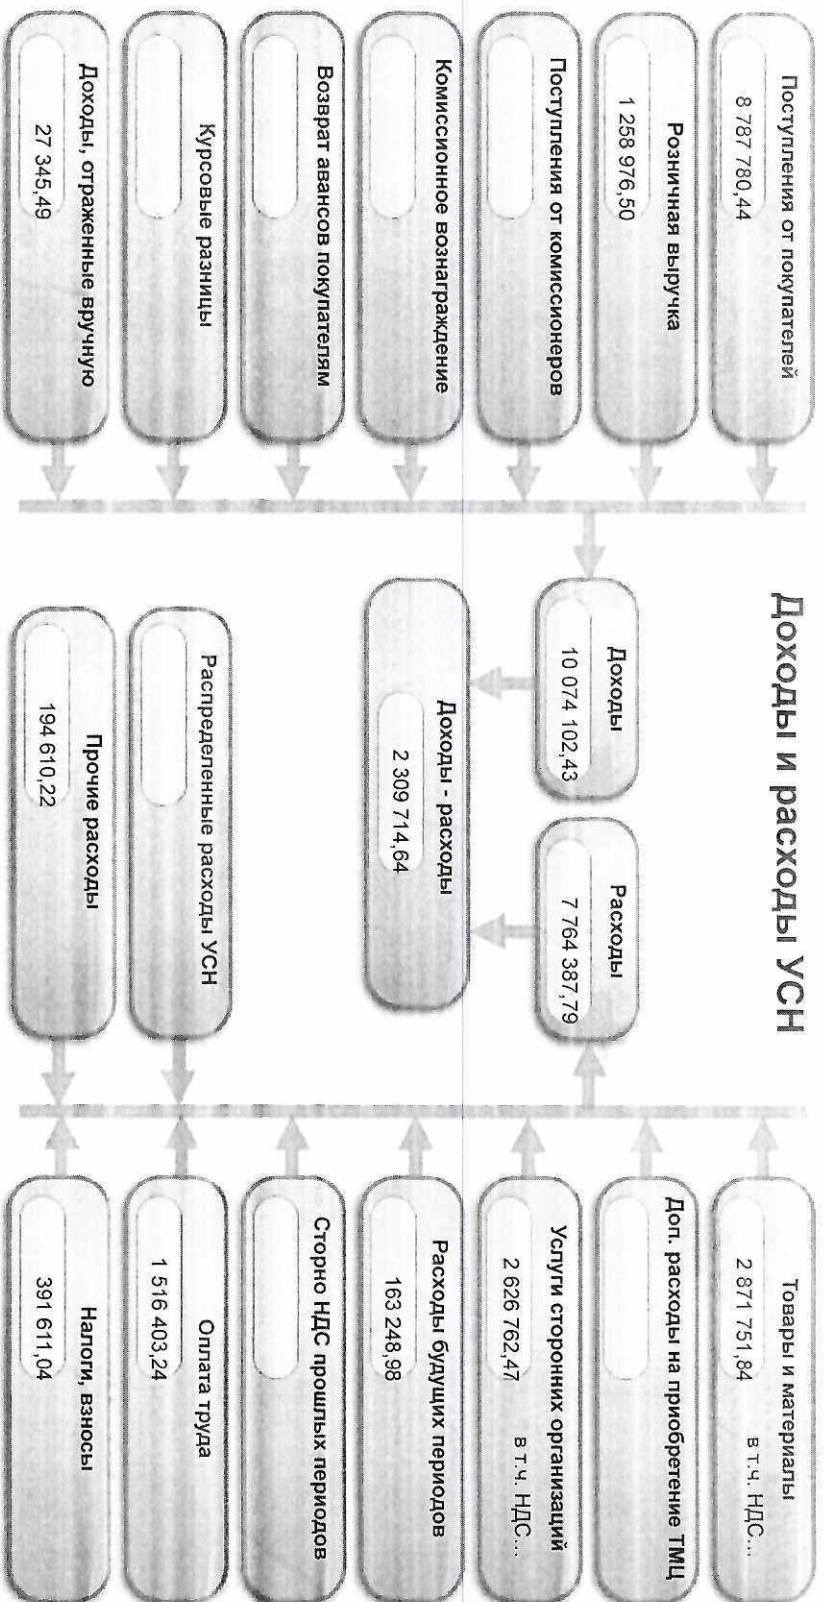 Доходы и расходы УСН
Поступления от покупателей
8 787 780,44
Розничная выручка
1 258 976,50
Поступления от комиссионеров
Комиссионное вознаграждение
Возврат авансов покупателям
Курсовые разницы
Доходы, отраженные вручную
27 345,49
Доходы
10 074 102,43
Расходы
7 764 387,79
Доходы - расходы
2 309 714,64
Распределенные расходы УСН
Прочие расходы
194 610,22
Товары и материалы
2 871 751,84
в т.ч. НДС...
Доп. расходы на приобретение ТМЦ
Услуги сторонних организаций
2 626 762,47
в т.ч. НДС...
Расходы будущих периодов
163 248,98
Сторно НДС прошлых периодов
Оплата труда
1 516 403,24
Налоги, взносы
391 611,04